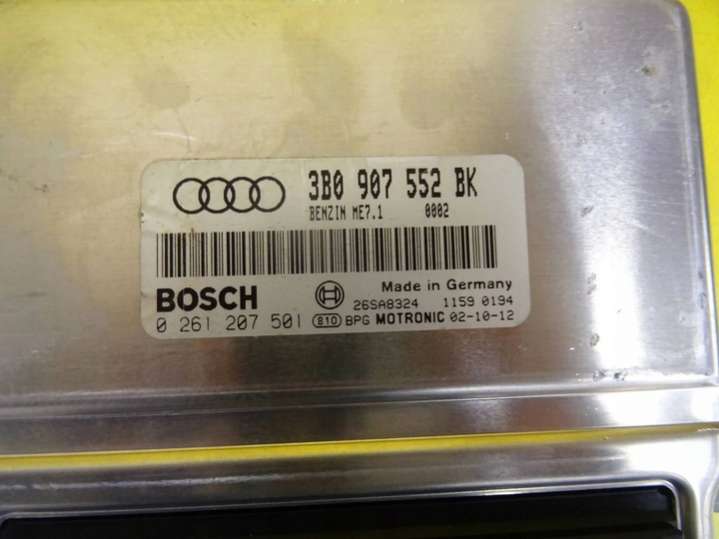 3B0 907 552 BK
BENZIN ME7.1 0002
Made in Germany
BOSCH 26SA8324 1159 0194
0 261 207 501 810 BPG MOTRONIC 02-10-12